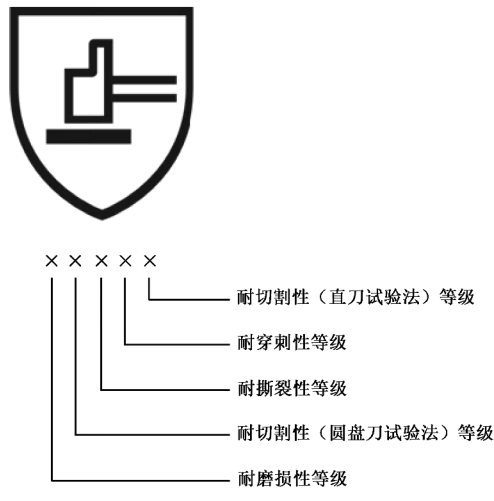 × × × × ×
耐切割性（直刀试验法）等级
耐穿刺性等级
耐撕裂性等级
耐切割性（圆盘刀试验法）等级
耐磨损性等级